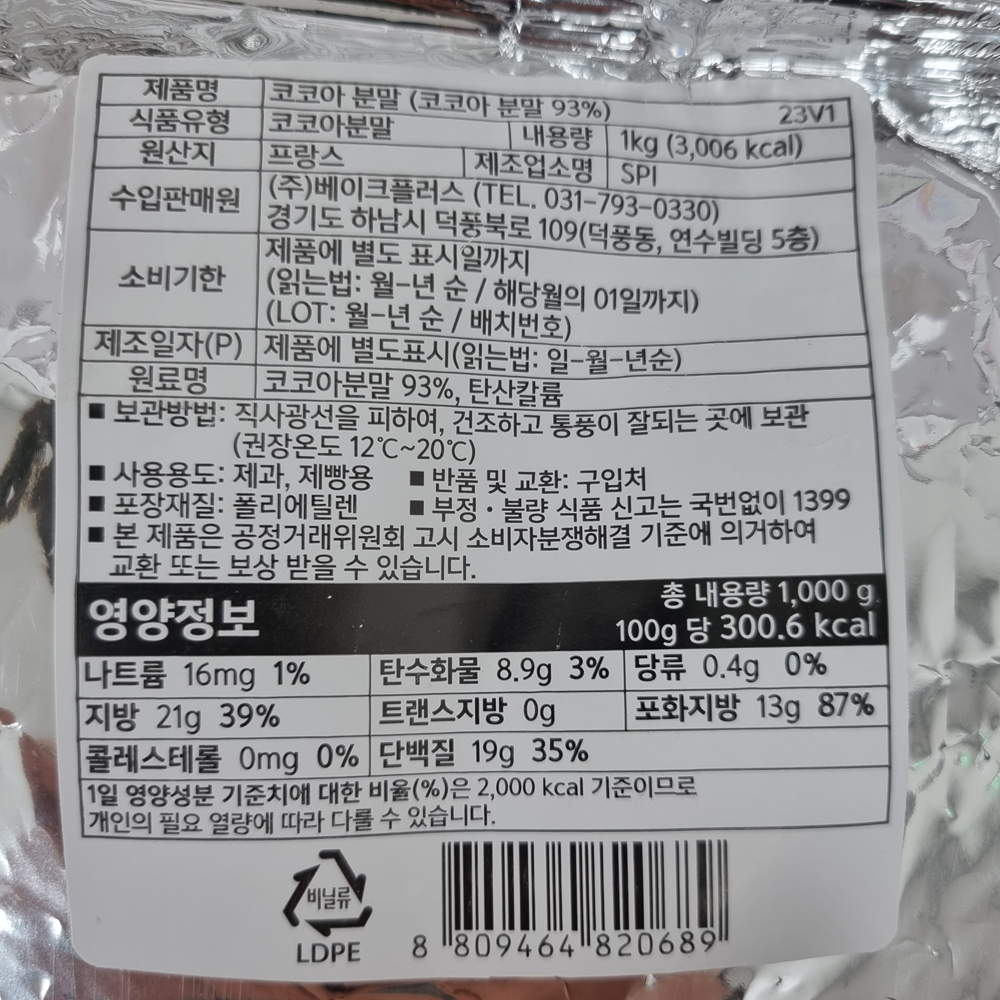 제품명 코코아 분말 (코코아 분말 93%) 23V1
식품유형 코코아분말 내용량 1kg (3,006 kcal)
원산지 프랑스 제조업소명 SPI
수입판매원 (주)베이크플러스 (TEL. 031-793-0330)
경기도 하남시 덕풍북로 109(덕풍동, 연수빌딩 5층)
소비기한 제품에 별도 표시일까지
(읽는법: 월-년 순 / 해당월의 01일까지)
(LOT: 월-년 순 / 배치번호)
제조일자(P) 제품에 별도표시(읽는법: 일-월-년순)
원료명 코코아분말 93%, 탄산칼륨
■ 보관방법: 직사광선을 피하여, 건조하고 통풍이 잘되는 곳에 보관
(권장온도 12℃~20℃)
■ 사용용도: 제과, 제빵용 ■ 반품 및 교환: 구입처
■ 포장재질: 폴리에틸렌 ■ 부정·불량 식품 신고는 국번없이 1399
■ 본 제품은 공정거래위원회 고시 소비자분쟁해결 기준에 의거하여
교환 또는 보상 받을 수 있습니다.
영양정보 총 내용량 1,000 g
100g 당 300.6 kcal
나트륨 16mg 1% 탄수화물 8.9g 3% 당류 0.4g 0%
지방 21g 39% 트랜스지방 0g 포화지방 13g 87%
콜레스테롤 0mg 0% 단백질 19g 35%
1일 영양성분 기준치에 대한 비율(%)은 2,000 kcal 기준이므로
개인의 필요 열량에 따라 다룰 수 있습니다.
비닐류
LDPE
8 809464 820689